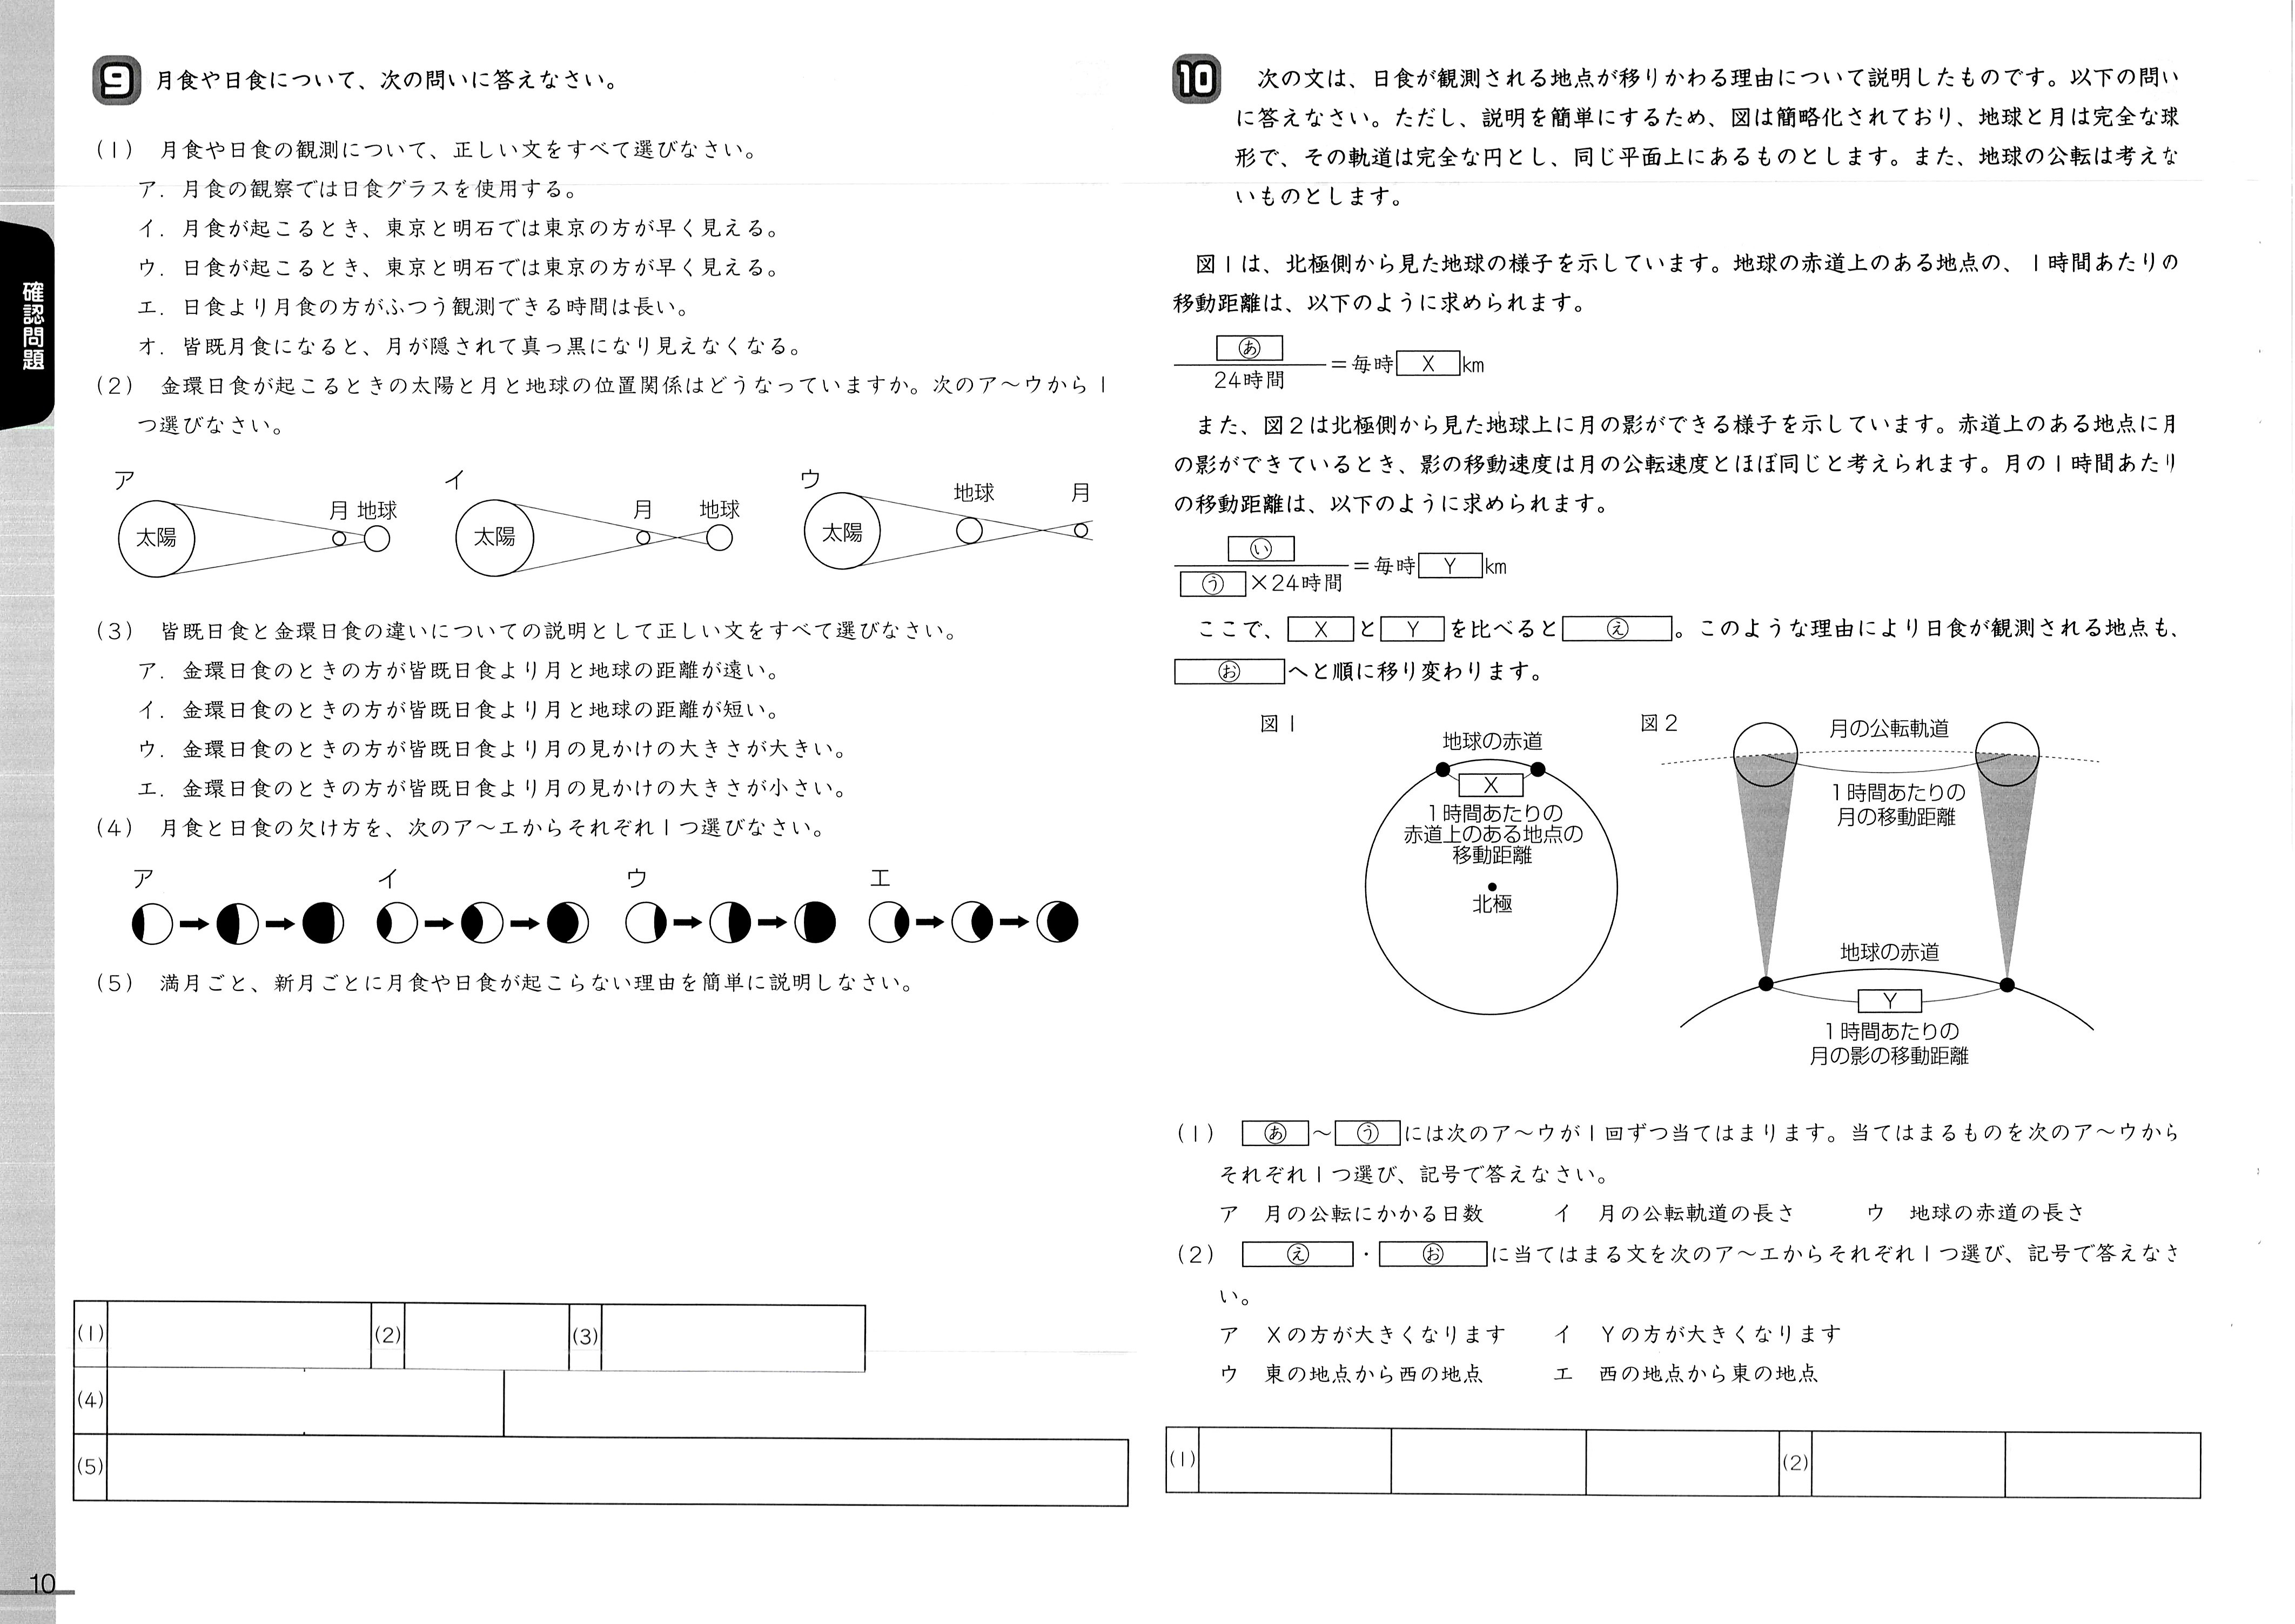 確認問題
9 月食や日食について、次の問いに答えなさい。
(1) 月食や日食の観測について、正しい文をすべて選びなさい。
ア．月食の観察では日食グラスを使用する。
イ．月食が起こるとき、東京と明石では東京の方が早く見える。
ウ．日食が起こるとき、東京と明石では東京の方が早く見える。
エ．日食より月食の方がふつう観測できる時間は長い。
オ．皆既月食になると、月が隠されて真っ黒になり見えなくなる。
(2) 金環日食が起こるときの太陽と月と地球の位置関係はどうなっていますか。次のア～ウから1
つ選びなさい。
ア 太陽 月 地球
イ 太陽 月 地球
ウ 太陽 地球 月
(3) 皆既日食と金環日食の違いについての説明として正しい文をすべて選びなさい。
ア．金環日食のときの方が皆既日食より月と地球の距離が遠い。
イ．金環日食のときの方が皆既日食より月と地球の距離が短い。
ウ．金環日食のときの方が皆既日食より月の見かけの大きさが大きい。
エ．金環日食のときの方が皆既日食より月の見かけの大きさが小さい。
(4) 月食と日食の欠け方を、次のア～エからそれぞれ1つ選びなさい。
ア イ ウ エ
(5) 満月ごと、新月ごとに月食や日食が起こらない理由を簡単に説明しなさい。
(1) (2) (3)
(4)
(5)
10
10 次の文は、日食が観測される地点が移りかわる理由について説明したものです。以下の問い
に答えなさい。ただし、説明を簡単にするため、図は簡略化されており、地球と月は完全な球
形で、その軌道は完全な円とし、同じ平面上にあるものとします。また、地球の公転は考えな
いものとします。
図1は、北極側から見た地球の様子を示しています。地球の赤道上のある地点の、1時間あたりの
移動距離は、以下のように求められます。
あ
24時間 ＝毎時 X km
また、図2は北極側から見た地球上に月の影ができる様子を示しています。赤道上のある地点に月
の影ができているとき、影の移動速度は月の公転速度とほぼ同じと考えられます。月の1時間あたり
の移動距離は、以下のように求められます。
い
う ×24時間 ＝毎時 Y km
ここで、 X と Y を比べると え 。このような理由により日食が観測される地点も、
お へと順に移り変わります。
図1
地球の赤道
X
1時間あたりの
赤道上のある地点の
移動距離
北極
図2
月の公転軌道
1時間あたりの
月の移動距離
地球の赤道
Y
1時間あたりの
月の影の移動距離
(1) あ ～ う には次のア～ウが1回ずつ当てはまります。当てはまるものを次のア～ウから
それぞれ1つ選び、記号で答えなさい。
ア 月の公転にかかる日数 イ 月の公転軌道の長さ ウ 地球の赤道の長さ
(2) え ・ お に当てはまる文を次のア～エからそれぞれ1つ選び、記号で答えなさ
い。
ア Xの方が大きくなります イ Yの方が大きくなります
ウ 東の地点から西の地点 エ 西の地点から東の地点
(1) (2)